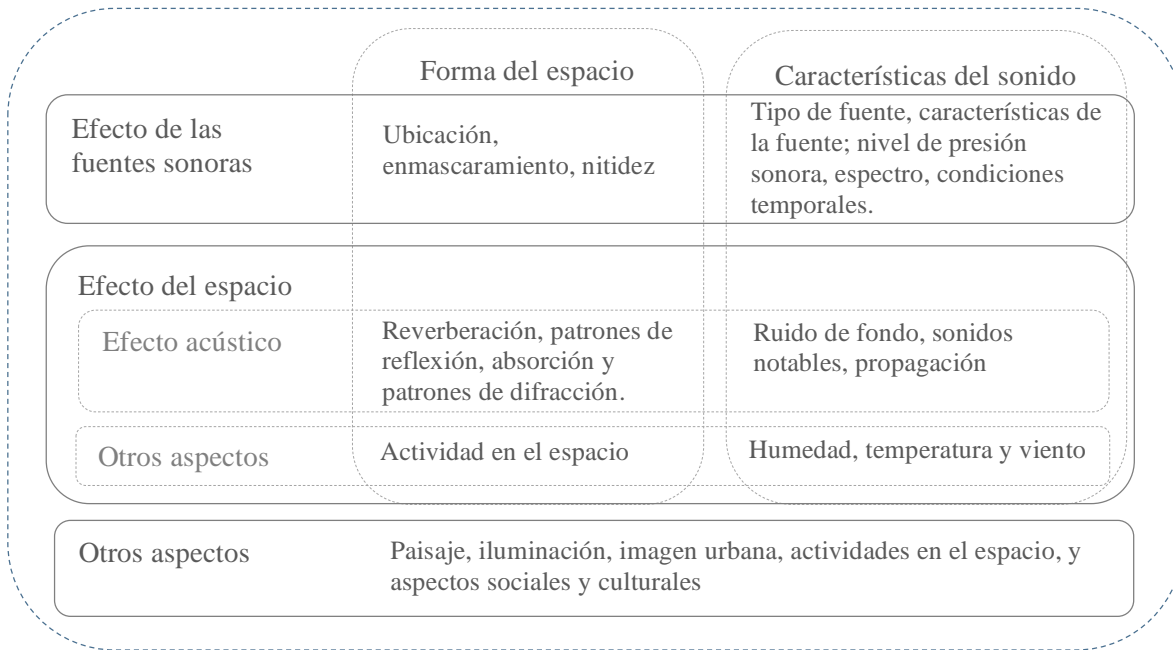 Forma del espacio
Características del sonido
Efecto de las
fuentes sonoras
Ubicación,
enmascaramiento, nitidez
Tipo de fuente, características de
la fuente; nivel de presión
sonora, espectro, condiciones
temporales.
Efecto del espacio
Efecto acústico
Reverberación, patrones de
reflexión, absorción y
patrones de difracción.
Ruido de fondo, sonidos
notables, propagación
Otros aspectos
Actividad en el espacio
Humedad, temperatura y viento
Otros aspectos
Paisaje, iluminación, imagen urbana, actividades en el espacio, y
aspectos sociales y culturales